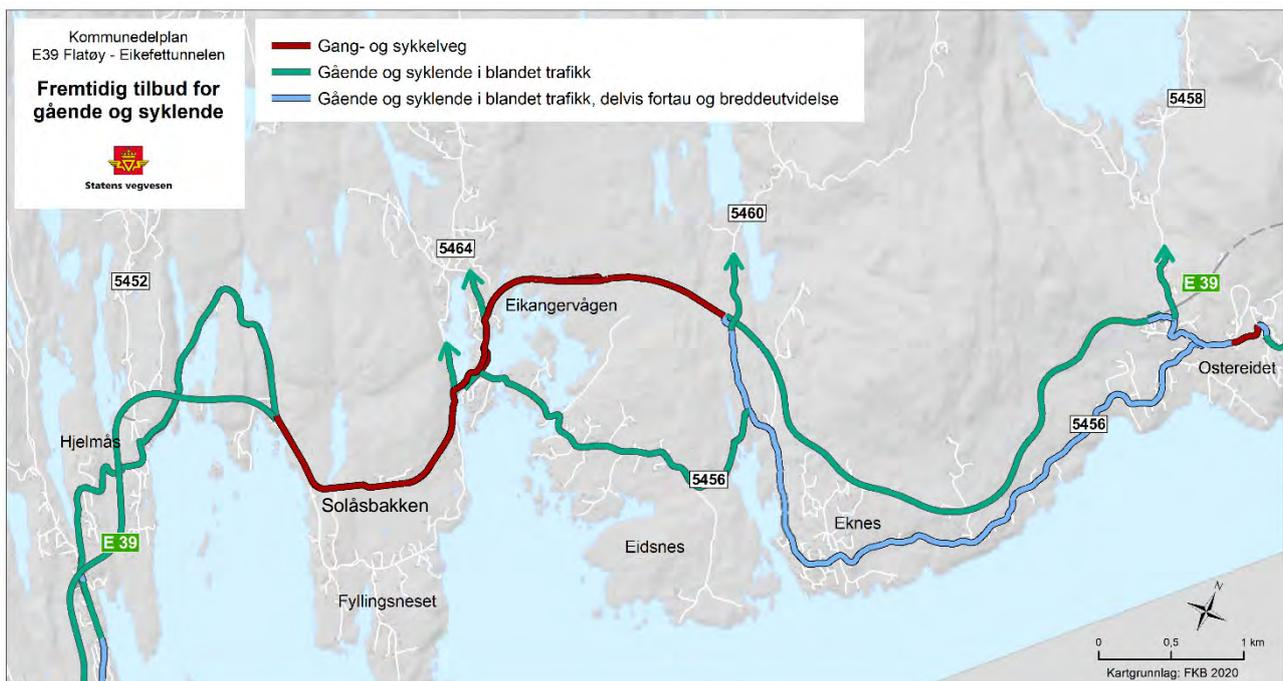 Kommunedelplan
E39 Flatøy - Eikefettunnelen
Fremtidig tilbud for
gående og syklende
Statens vegvesen
Gang- og sykkelveg
Gående og syklende i blandet trafikk
Gående og syklende i blandet trafikk, delvis fortau og breddeutvidelse
5458
5460
5464
5452
E 39
Eikangervågen
Ostereidet
Hjelmås
5456
5456
Solåsbakken
Eknes
E 39
Eidsnes
Fyllingsneset
N
0 0,5 1 km
Kartgrunnlag: FKB 2020